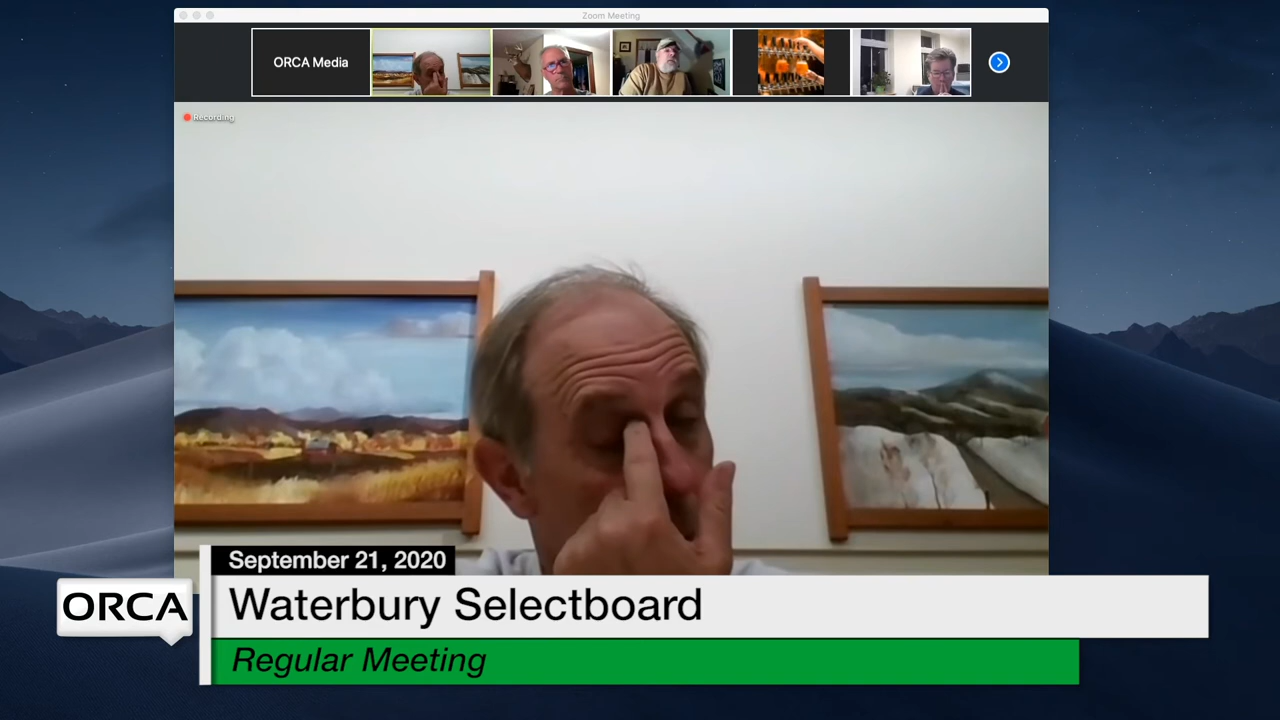 Zoom Meeting
ORCA Media
Recording
September 21, 2020
ORCA
Waterbury Selectboard
Regular Meeting